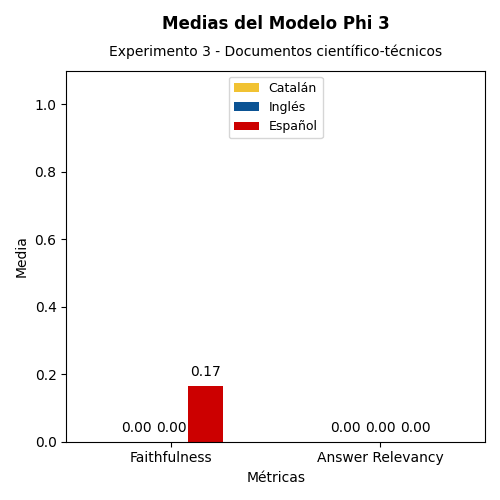 Medias del Modelo Phi 3
Experimento 3 - Documentos científico-técnicos
Catalán
Inglés
Español
1.0
0.8
0.6
0.4
0.2
0.0
Media
0.00 0.00 0.17
0.00 0.00 0.00
Faithfulness
Answer Relevancy
Métricas